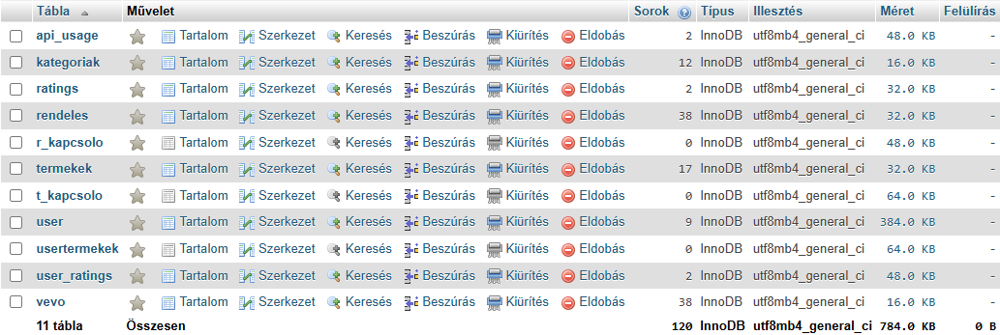 Tábla Művelet Sorok Típus Illesztés Méret Felülírás
api_usage Tartalom Szerkezet Keresés Beszúrás Kiürítés Eldobás 2 InnoDB utf8mb4_general_ci 48.0 KB -
kategoriak Tartalom Szerkezet Keresés Beszúrás Kiürítés Eldobás 12 InnoDB utf8mb4_general_ci 16.0 KB -
ratings Tartalom Szerkezet Keresés Beszúrás Kiürítés Eldobás 2 InnoDB utf8mb4_general_ci 32.0 KB -
rendeles Tartalom Szerkezet Keresés Beszúrás Kiürítés Eldobás 38 InnoDB utf8mb4_general_ci 32.0 KB -
r_kapcsolo Tartalom Szerkezet Keresés Beszúrás Kiürítés Eldobás 0 InnoDB utf8mb4_general_ci 48.0 KB -
termekek Tartalom Szerkezet Keresés Beszúrás Kiürítés Eldobás 17 InnoDB utf8mb4_general_ci 32.0 KB -
t_kapcsolo Tartalom Szerkezet Keresés Beszúrás Kiürítés Eldobás 0 InnoDB utf8mb4_general_ci 64.0 KB -
user Tartalom Szerkezet Keresés Beszúrás Kiürítés Eldobás 9 InnoDB utf8mb4_general_ci 384.0 KB -
usertermekek Tartalom Szerkezet Keresés Beszúrás Kiürítés Eldobás 0 InnoDB utf8mb4_general_ci 64.0 KB -
user_ratings Tartalom Szerkezet Keresés Beszúrás Kiürítés Eldobás 2 InnoDB utf8mb4_general_ci 48.0 KB -
vevo Tartalom Szerkezet Keresés Beszúrás Kiürítés Eldobás 38 InnoDB utf8mb4_general_ci 16.0 KB -
11 tábla Összesen 120 InnoDB utf8mb4_general_ci 784.0 KB 0 B